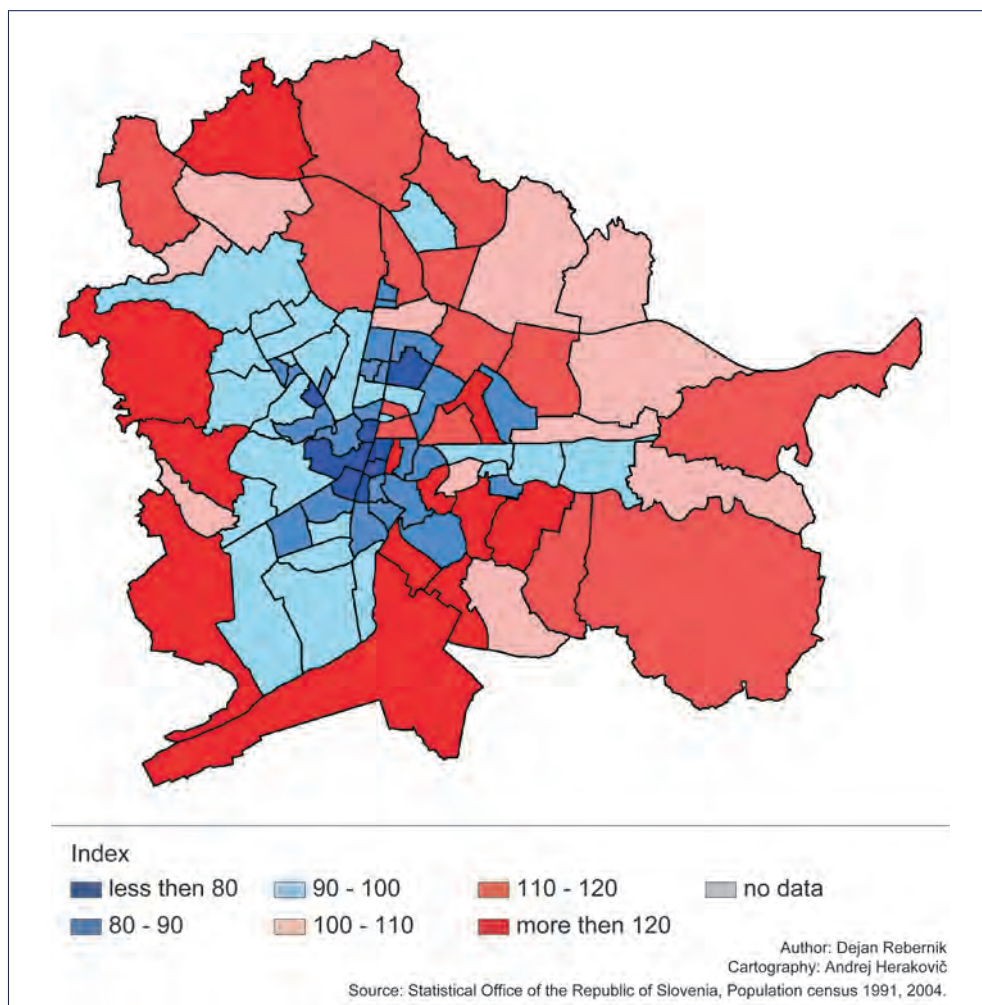 Index
less then 80
90 - 100
110 - 120
no data
80 - 90
100 - 110
more then 120
Author: Dejan Rebernik
Cartography: Andrej Herakovič
Source: Statistical Office of the Republic of Slovenia, Population census 1991, 2004.